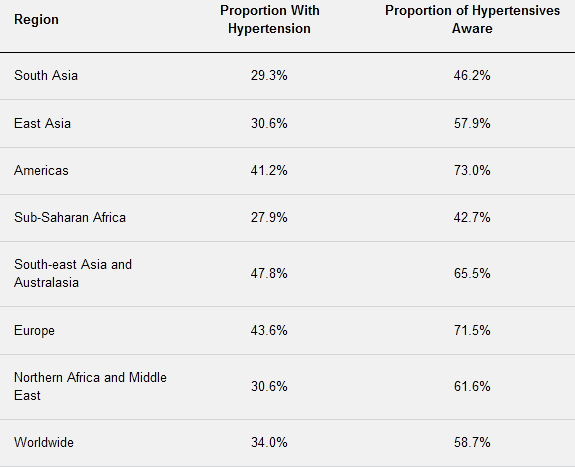 Region Proportion With Hypertension Proportion of Hypertensives Aware
South Asia 29.3% 46.2%
East Asia 30.6% 57.9%
Americas 41.2% 73.0%
Sub-Saharan Africa 27.9% 42.7%
South-east Asia and Australasia 47.8% 65.5%
Europe 43.6% 71.5%
Northern Africa and Middle East 30.6% 61.6%
Worldwide 34.0% 58.7%